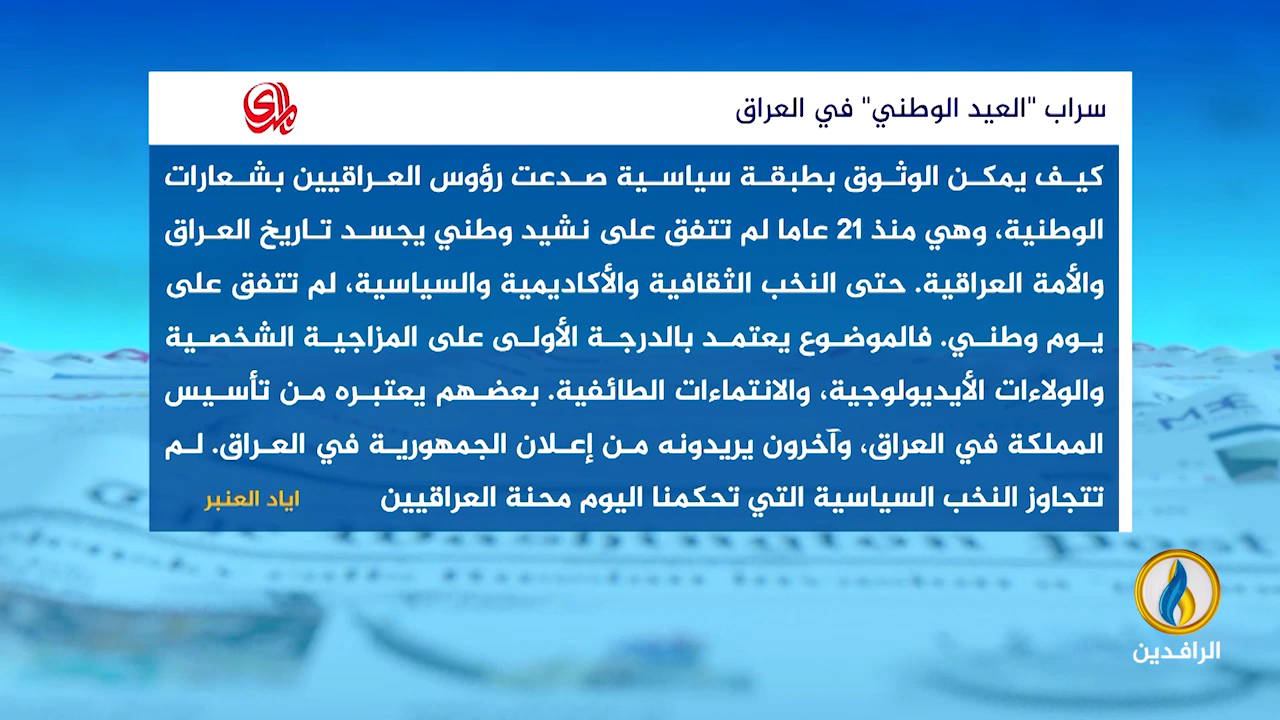 سراب "العيد الوطني" في العراق
المدى
كيف يمكن الوثوق بطبقة سياسية صدعت رؤوس العراقيين بشعارات
الوطنية، وهي منذ 21 عاما لم تتفق على نشيد وطني يجسد تاريخ العراق
والأمة العراقية. حتى النخب الثقافية والأكاديمية والسياسية، لم تتفق على
يوم وطني. فالموضوع يعتمد بالدرجة الأولى على المزاجية الشخصية
والولاءات الأيديولوجية، والانتماءات الطائفية. بعضهم يعتبره من تأسيس
المملكة في العراق، وآخرون يريدونه من إعلان الجمهورية في العراق. لم
تتجاوز النخب السياسية التي تحكمنا اليوم محنة العراقيين
اياد العنبر
الرافدين